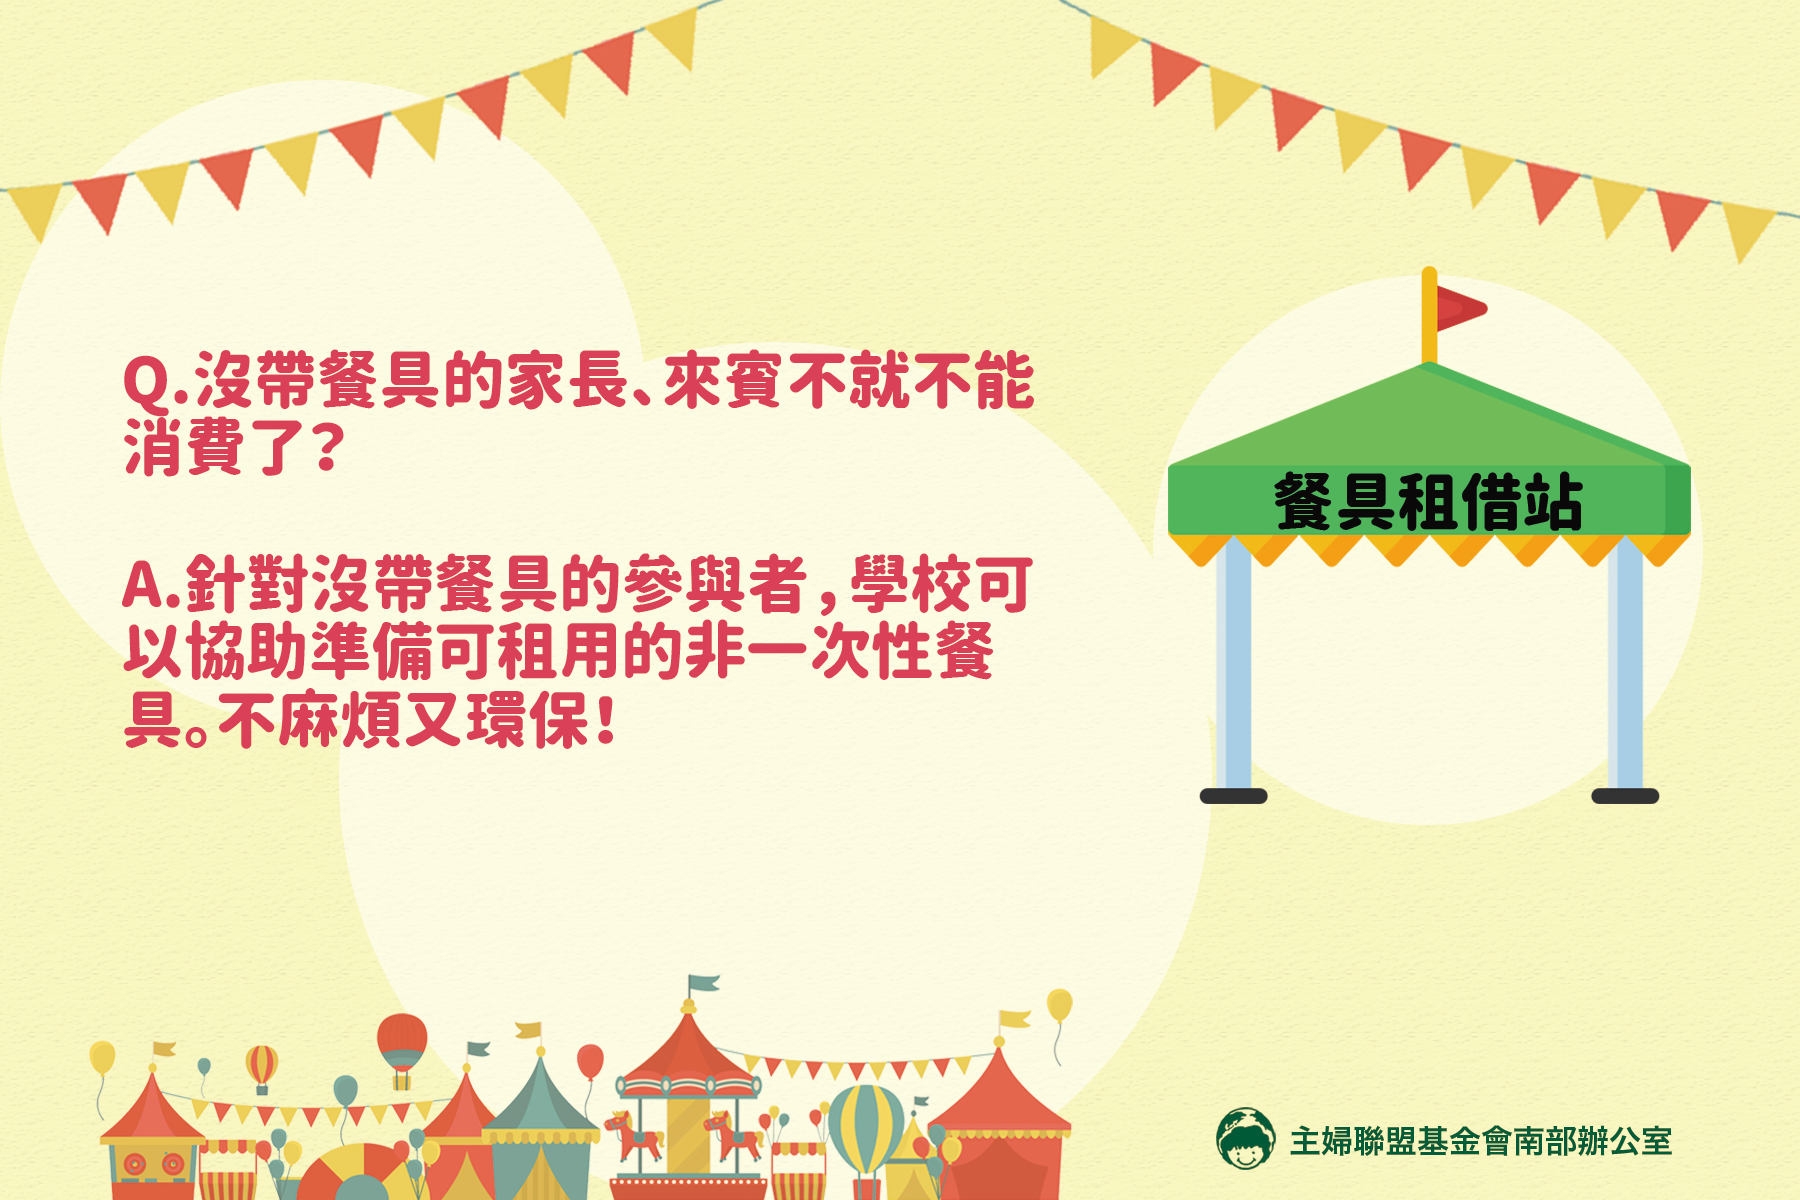 Q.沒帶餐具的家長、來賓不就不能
消費了?
A.針對沒帶餐具的參與者,學校可
以協助準備可租用的非一次性餐
具。不麻煩又環保!
餐具租借站
主婦聯盟基金會南部辦公室